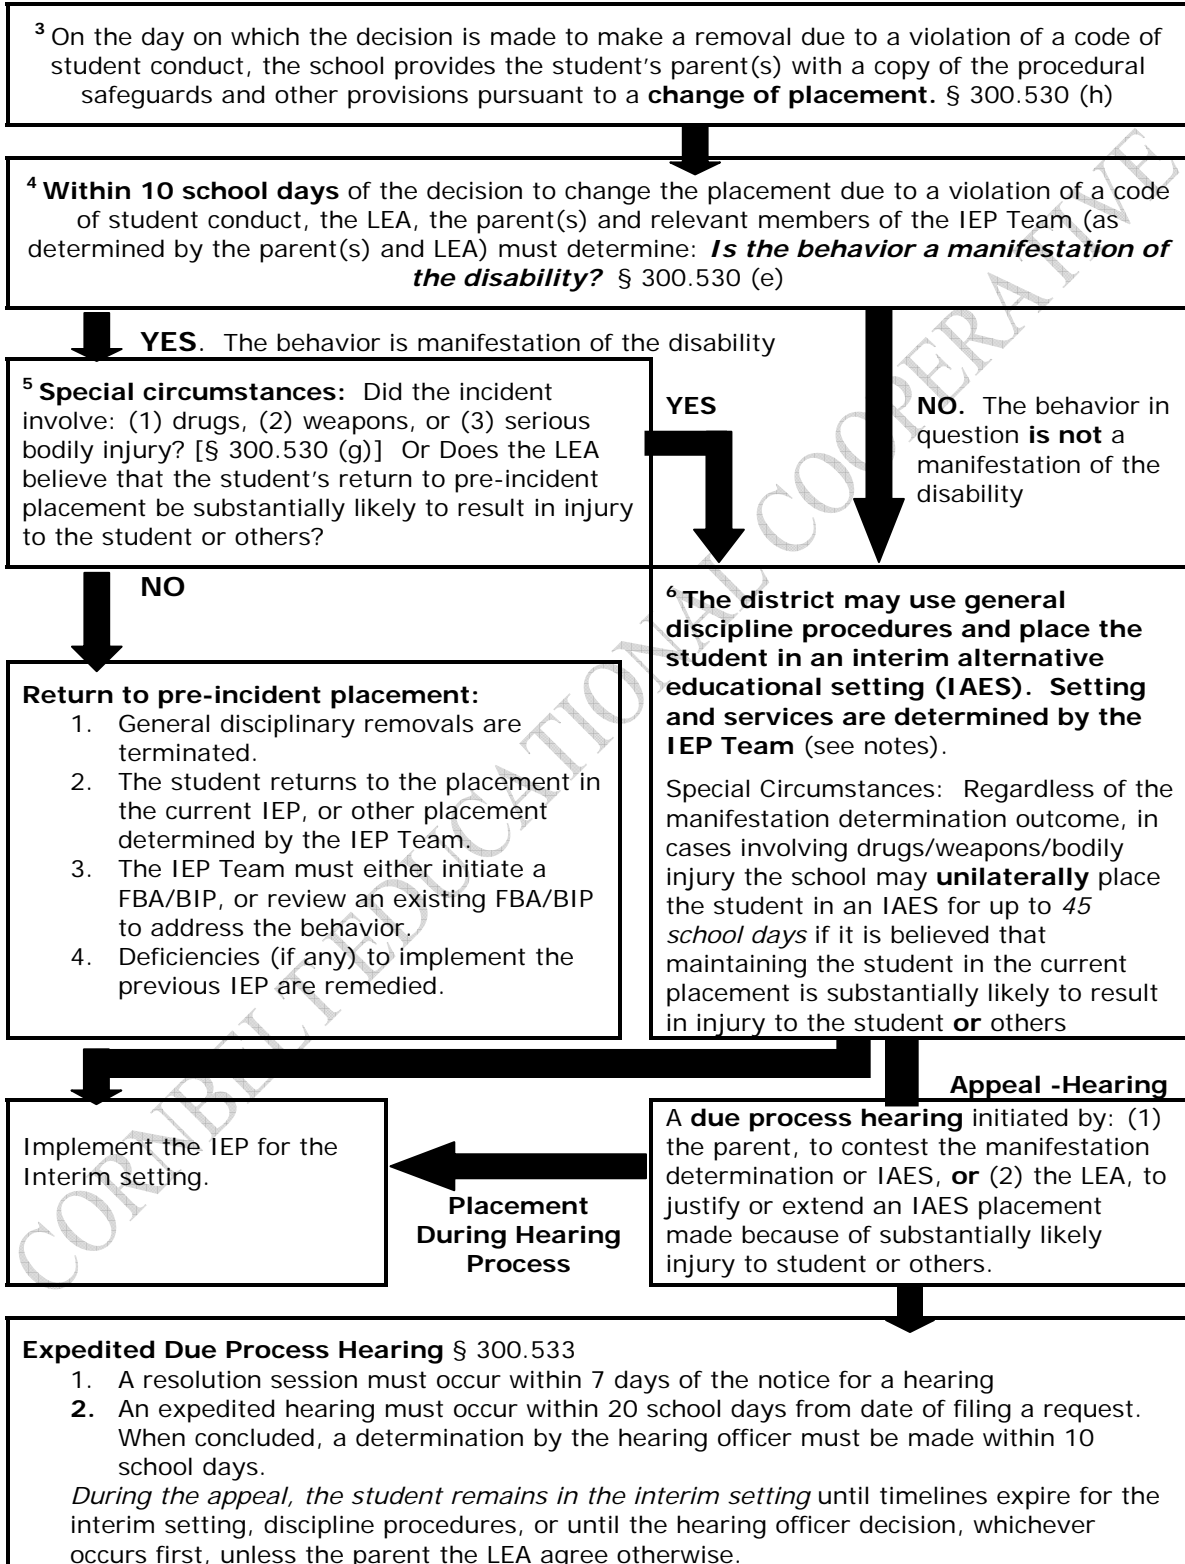 ³ On the day on which the decision is made to make a removal due to a violation of a code of
student conduct, the school provides the student's parent(s) with a copy of the procedural
safeguards and other provisions pursuant to a change of placement. § 300.530 (h)
⁴ Within 10 school days of the decision to change the placement due to a violation of a code
of student conduct, the LEA, the parent(s) and relevant members of the IEP Team (as
determined by the parent(s) and LEA) must determine: Is the behavior a manifestation of
the disability? § 300.530 (e)
YES. The behavior is manifestation of the disability
⁵ Special circumstances: Did the incident
involve: (1) drugs, (2) weapons, or (3) serious
bodily injury? [§ 300.530 (g)] Or Does the LEA
believe that the student's return to pre-incident
placement be substantially likely to result in injury
to the student or others?
YES
NO. The behavior in
question is not a
manifestation of the
disability
NO
Return to pre-incident placement:
1. General disciplinary removals are
terminated.
2. The student returns to the placement in
the current IEP, or other placement
determined by the IEP Team.
3. The IEP Team must either initiate a
FBA/BIP, or review an existing FBA/BIP
to address the behavior.
4. Deficiencies (if any) to implement the
previous IEP are remedied.
⁶ The district may use general
discipline procedures and place the
student in an interim alternative
educational setting (IAES). Setting
and services are determined by the
IEP Team (see notes).
Special Circumstances: Regardless of the
manifestation determination outcome, in
cases involving drugs/weapons/bodily
injury the school may unilaterally place
the student in an IAES for up to 45
school days if it is believed that
maintaining the student in the current
placement is substantially likely to result
in injury to the student or others
Appeal -Hearing
Implement the IEP for the
Interim setting.
Placement
During Hearing
Process
A due process hearing initiated by: (1)
the parent, to contest the manifestation
determination or IAES, or (2) the LEA, to
justify or extend an IAES placement
made because of substantially likely
injury to student or others.
Expedited Due Process Hearing § 300.533
1. A resolution session must occur within 7 days of the notice for a hearing
2. An expedited hearing must occur within 20 school days from date of filing a request.
When concluded, a determination by the hearing officer must be made within 10
school days.
During the appeal, the student remains in the interim setting until timelines expire for the
interim setting, discipline procedures, or until the hearing officer decision, whichever
occurs first, unless the parent the LEA agree otherwise.
CORNBELT EDUCATIONAL COOPERATIVE